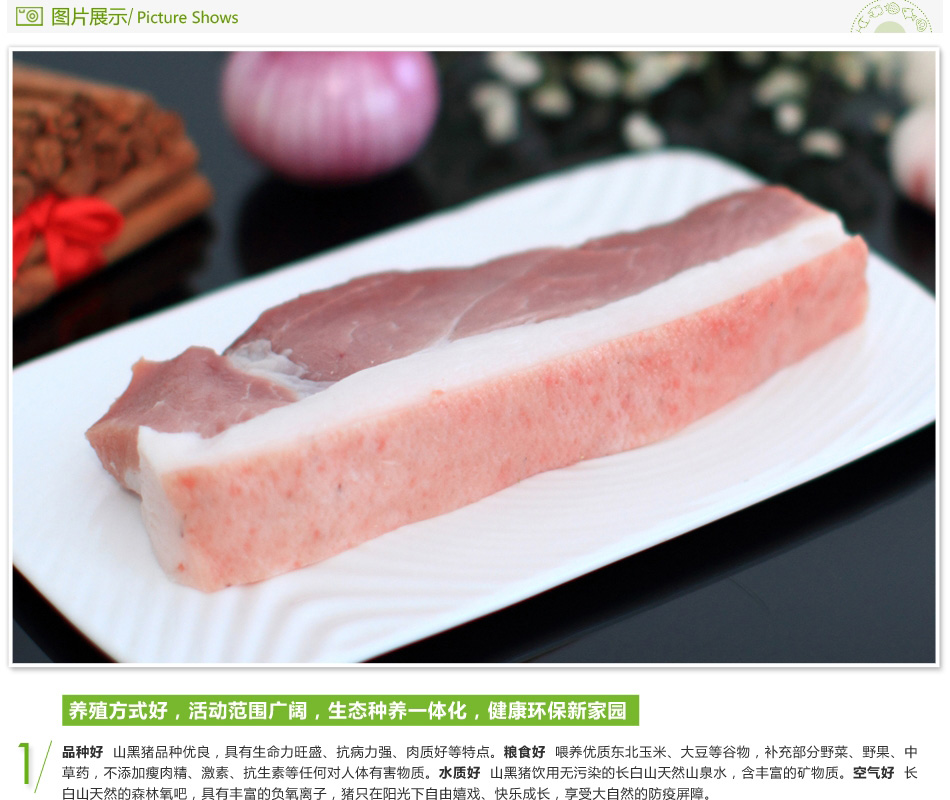 图片展示/ Picture Shows
养殖方式好，活动范围广阔，生态种养一体化，健康环保新家园
1
品种好 山黑猪品种优良，具有生命力旺盛、抗病力强、肉质好等特点。粮食好 喂养优质东北玉米、大豆等谷物，补充部分野菜、野果、中
草药，不添加瘦肉精、激素、抗生素等任何对人体有害物质。水质好 山黑猪饮用无污染的长白山天然山泉水，含丰富的矿物质。空气好 长
白山天然的森林氧吧，具有丰富的负氧离子，猪只在阳光下自由嬉戏、快乐成长，享受大自然的防疫屏障。